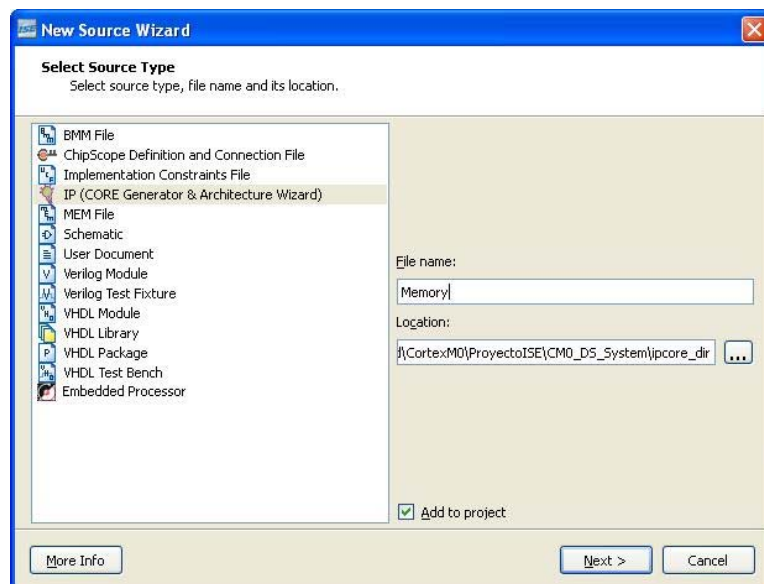 ISE New Source Wizard
Select Source Type
Select source type, file name and its location.
BMM File
ChipScope Definition and Connection File
Implementation Constraints File
IP (CORE Generator & Architecture Wizard)
MEM File
Schematic
User Document
Verilog Module
Verilog Test Fixture
VHDL Module
VHDL Library
VHDL Package
VHDL Test Bench
Embedded Processor
File name:
Memory
Location:
d\CortexM0\ProyectoISE\CM0_DS_System\ipcore_dir
...
Add to project
More Info
Next >
Cancel